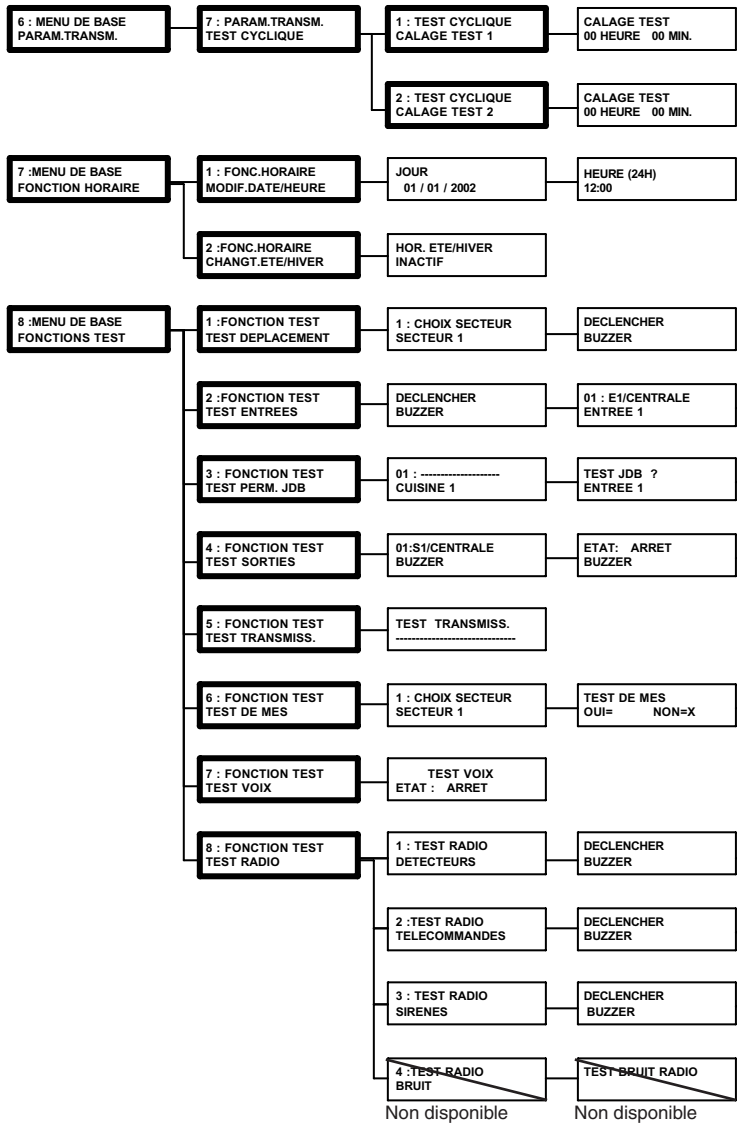 6 : MENU DE BASE
PARAM.TRANSM.
7 : PARAM.TRANSM.
TEST CYCLIQUE
1 : TEST CYCLIQUE
CALAGE TEST 1
CALAGE TEST
00 HEURE 00 MIN.
2 : TEST CYCLIQUE
CALAGE TEST 2
CALAGE TEST
00 HEURE 00 MIN.
7 :MENU DE BASE
FONCTION HORAIRE
1 : FONC.HORAIRE
MODIF.DATE/HEURE
JOUR
01 / 01 / 2002
HEURE (24H)
12:00
2 :FONC.HORAIRE
CHANGT.ETE/HIVER
HOR. ETE/HIVER
INACTIF
8 :MENU DE BASE
FONCTIONS TEST
1 :FONCTION TEST
TEST DEPLACEMENT
1 : CHOIX SECTEUR
SECTEUR 1
DECLENCHER
BUZZER
2 :FONCTION TEST
TEST ENTREES
DECLENCHER
BUZZER
01 : E1/CENTRALE
ENTREE 1
3 : FONCTION TEST
TEST PERM. JDB
01 : --------------------
CUISINE 1
TEST JDB ?
ENTREE 1
4 : FONCTION TEST
TEST SORTIES
01:S1/CENTRALE
BUZZER
ETAT: ARRET
BUZZER
5 : FONCTION TEST
TEST TRANSMISS.
TEST TRANSMISS.
------------------------------
6 : FONCTION TEST
TEST DE MES
1 : CHOIX SECTEUR
SECTEUR 1
TEST DE MES
OUI= NON=X
7 : FONCTION TEST
TEST VOIX
TEST VOIX
ETAT : ARRET
8 : FONCTION TEST
TEST RADIO
1 : TEST RADIO
DETECTEURS
DECLENCHER
BUZZER
2 :TEST RADIO
TELECOMMANDES
DECLENCHER
BUZZER
3 : TEST RADIO
SIRENES
DECLENCHER
BUZZER
4 :TEST RADIO
BRUIT
TEST BRUIT RADIO
Non disponible
Non disponible